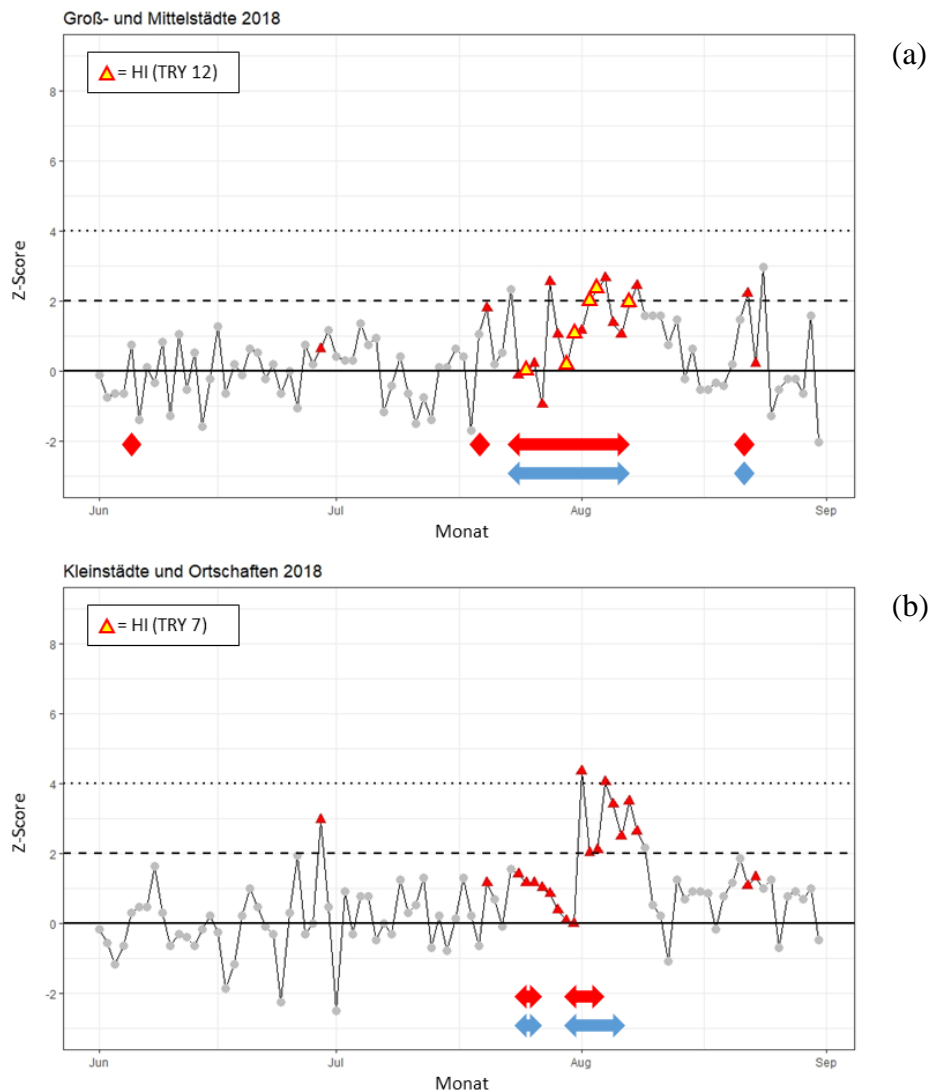 Groß- und Mittelstädte 2018
(a)
= HI (TRY 12)
8
6
4
2
0
-2
Z-Score
Jun Jul Aug Sep
Monat
Kleinstädte und Ortschaften 2018
(b)
= HI (TRY 7)
8
6
4
2
0
-2
Z-Score
Jun Jul Aug Sep
Monat